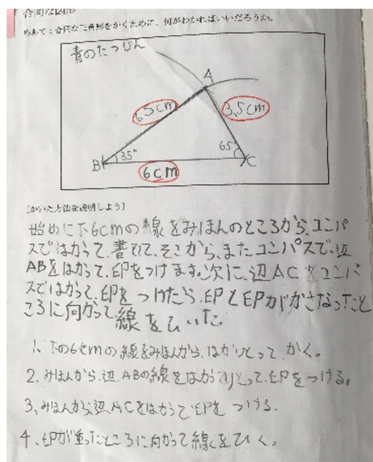 合同な図形
めあて:合同な三角形をかくために、何がわかればいいだろうか。
青のたつじん
A
6.5cm
3.5cm
B
35°
65°
C
6cm
[かいた方法を説明しよう]
始めに下6cmの線をみほんのところから、コンパ
スではかって、書いて、そこから、またコンパスで、辺
ABをはかって、印をつけます。次に、辺ACをコンパ
スではかって、印をつけたら、印と印がかさなったと
ころに向かって線をひいた。
1、下の6cmの線をみほんから、はかりとって、かく。
2、みほんから、辺ABの線をはかりとって、印をつける。
3、みほんから、辺ACをはかって印をつける。
4、印が重ったところに向かって線をひく。